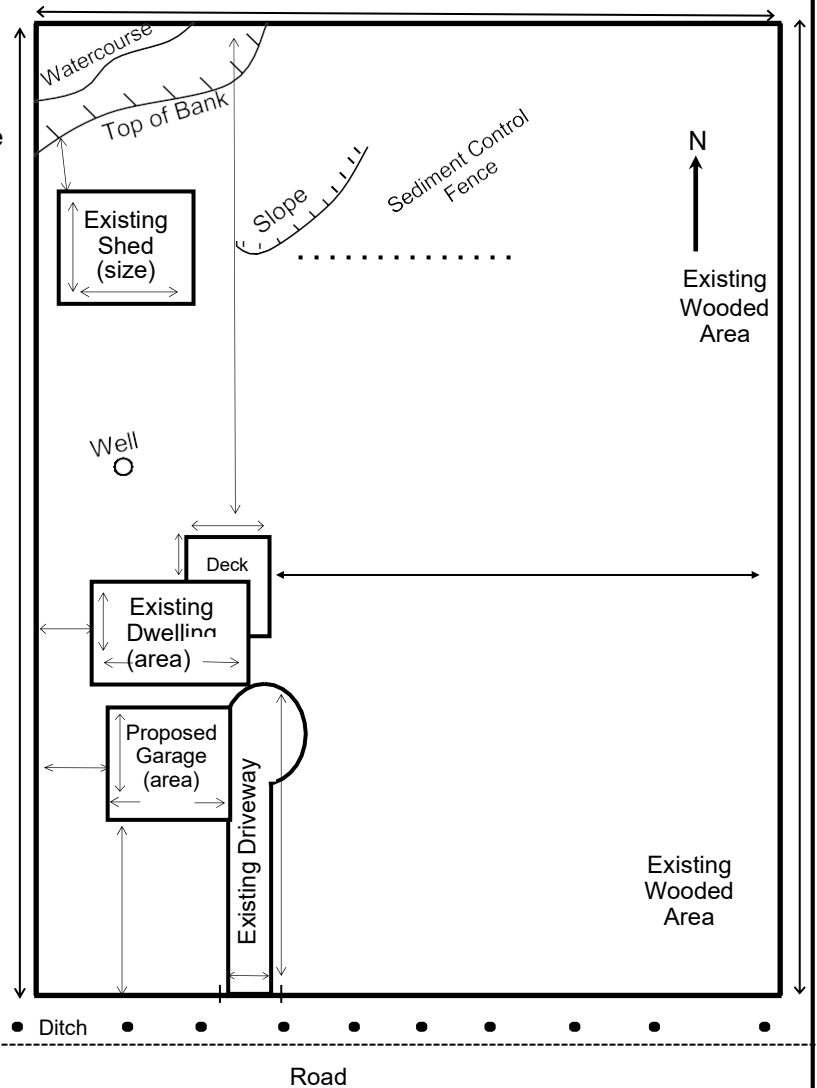 Watercourse
Top of Bank
e
Slope
Sediment Control
Fence
N
Existing
Shed
(size)
Existing
Wooded
Area
Well
Deck
Existing
Dwelling
(area)
Proposed
Garage
(area)
Existing Driveway
Existing
Wooded
Area
Ditch
Road